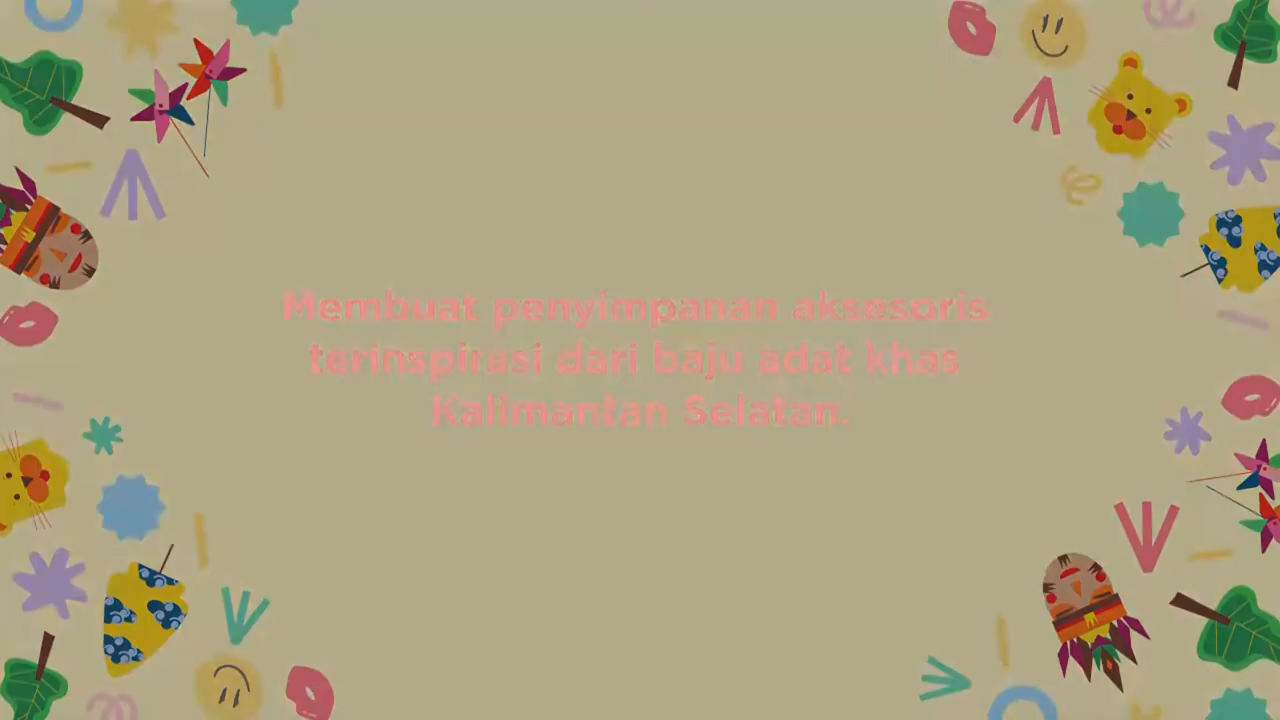 Membuat penyimpanan aksesoris
terinspirasi dari baju adat khas
Kalimantan Selatan.